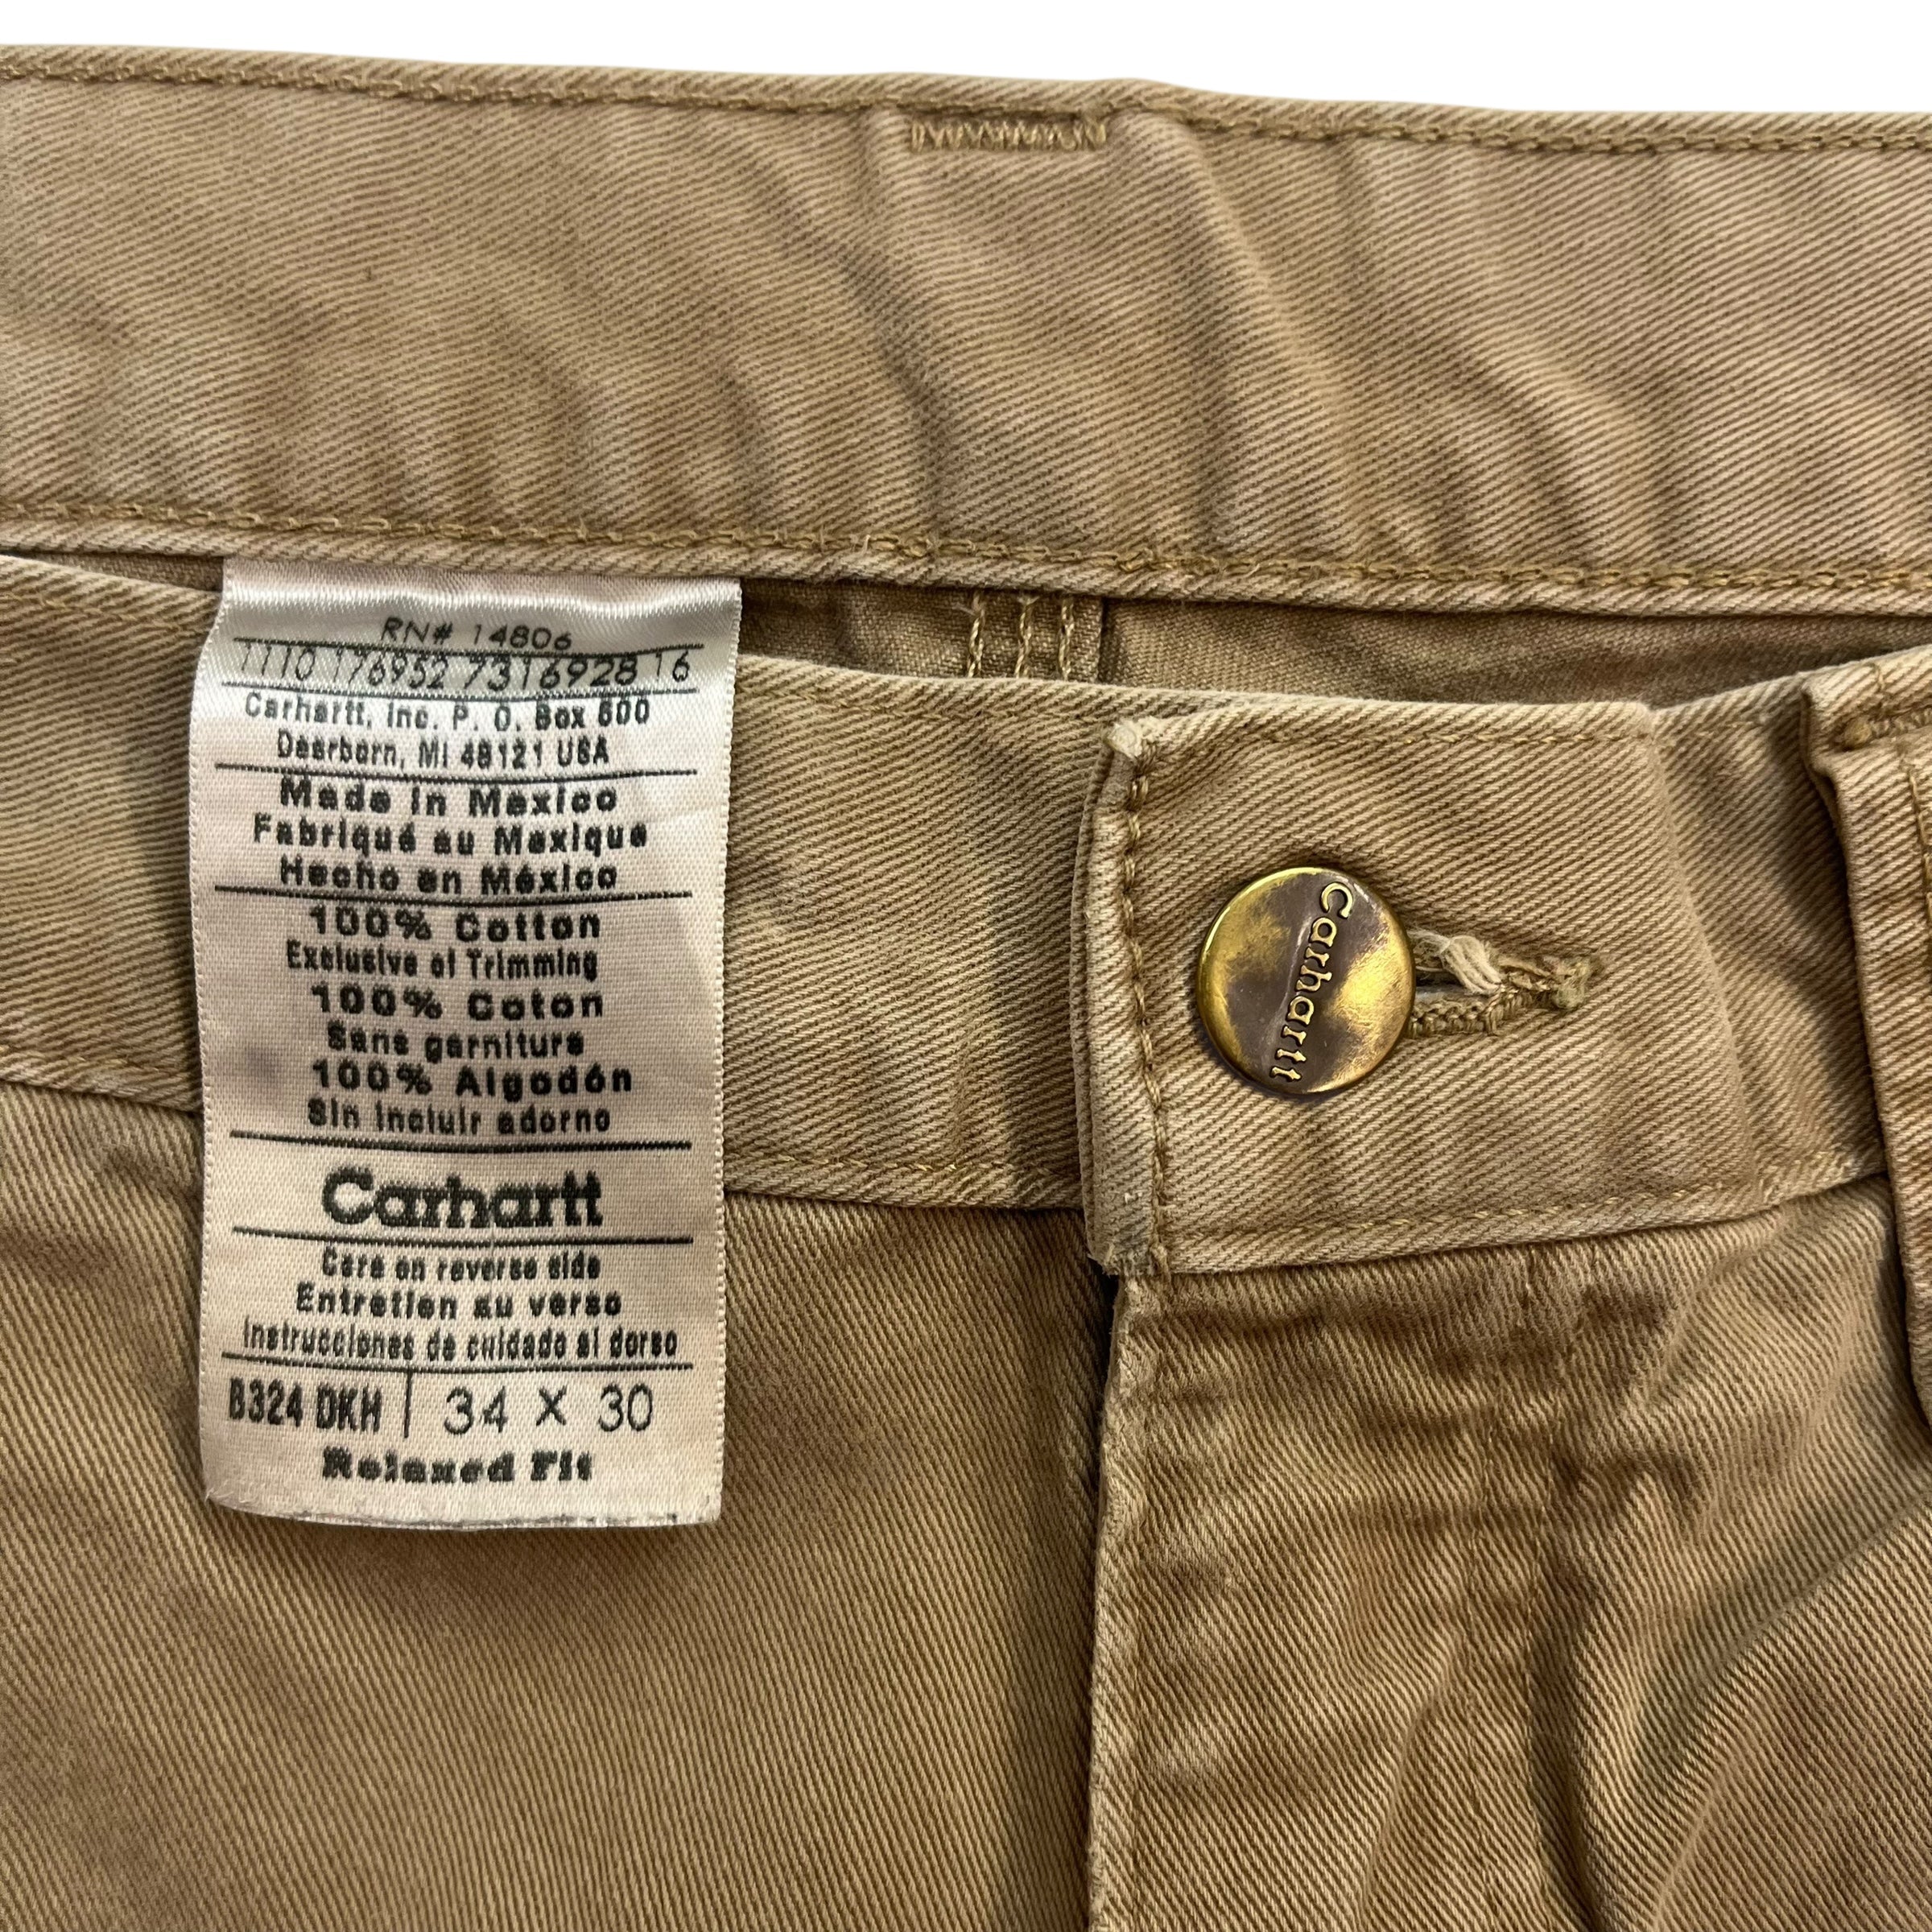 RN# 14806
1110 176952 7316928 16
Carhartt, Inc. P. O. Box 600
Dearborn, MI 48121 USA
Made in Mexico
Fabriqué au Mexique
Hecho en México
100% Cotton
Exclusive of Trimming
100% Coton
Sans garniture
100% Algodón
Sin incluir adorno
Carhartt
Care on reverse side
Entretien au verso
Instrucciones de cuidado al dorso
B324 DKH 34 X 30
Relaxed Fit
Carhartt